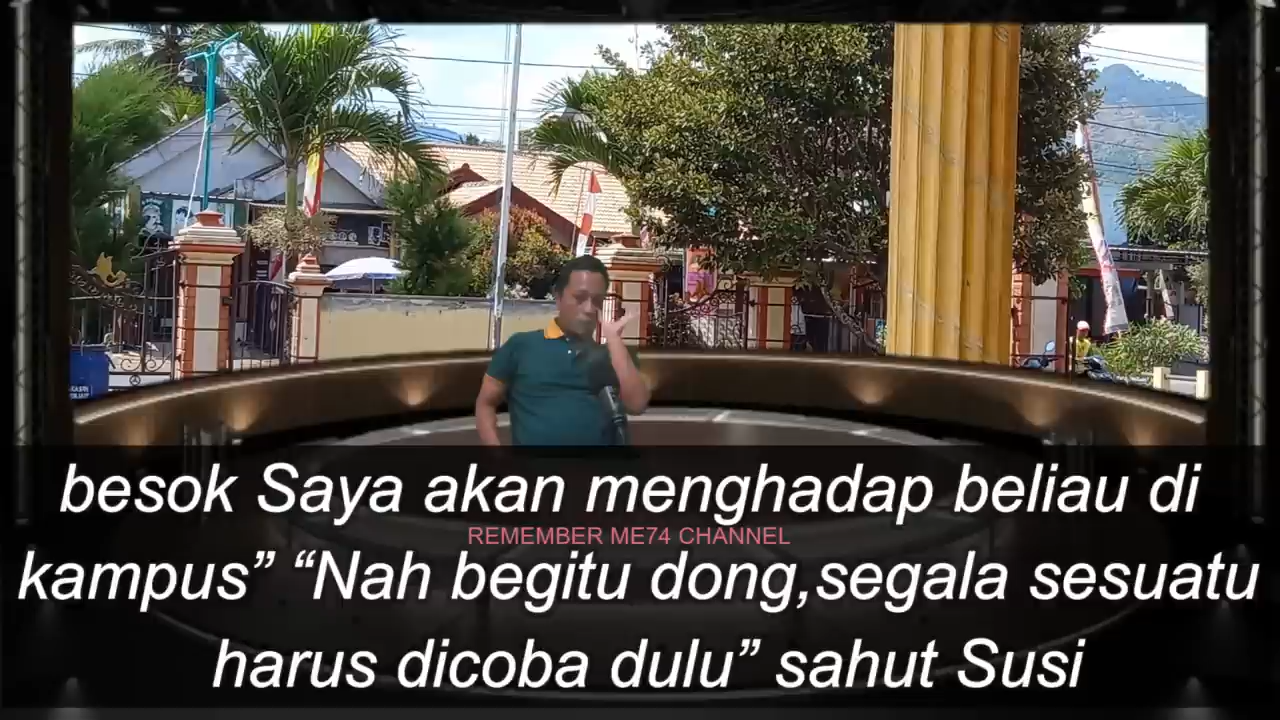 besok Saya akan menghadap beliau di
REMEMBER ME74 CHANNEL
kampus” “Nah begitu dong,segala sesuatu
harus dicoba dulu” sahut Susi